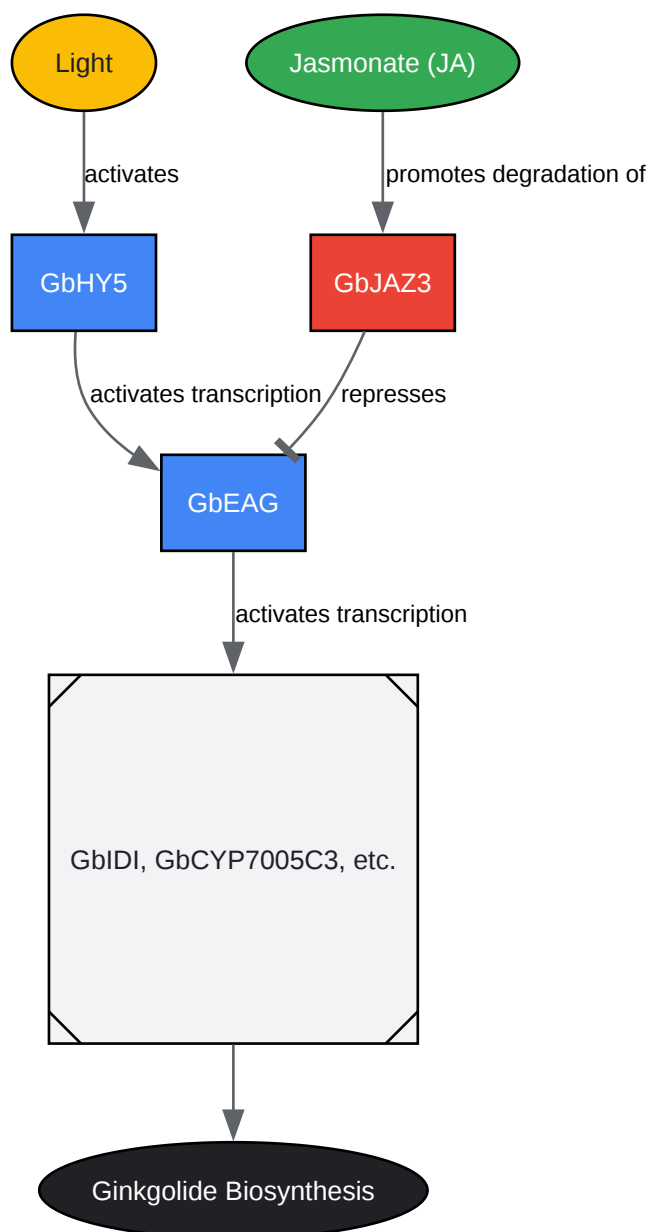 Light
Jasmonate (JA)
activates
promotes degradation of
GbHY5
GbJAZ3
activates transcription
represses
GbEAG
activates transcription
GbIDI, GbCYP7005C3, etc.
Ginkgolide Biosynthesis